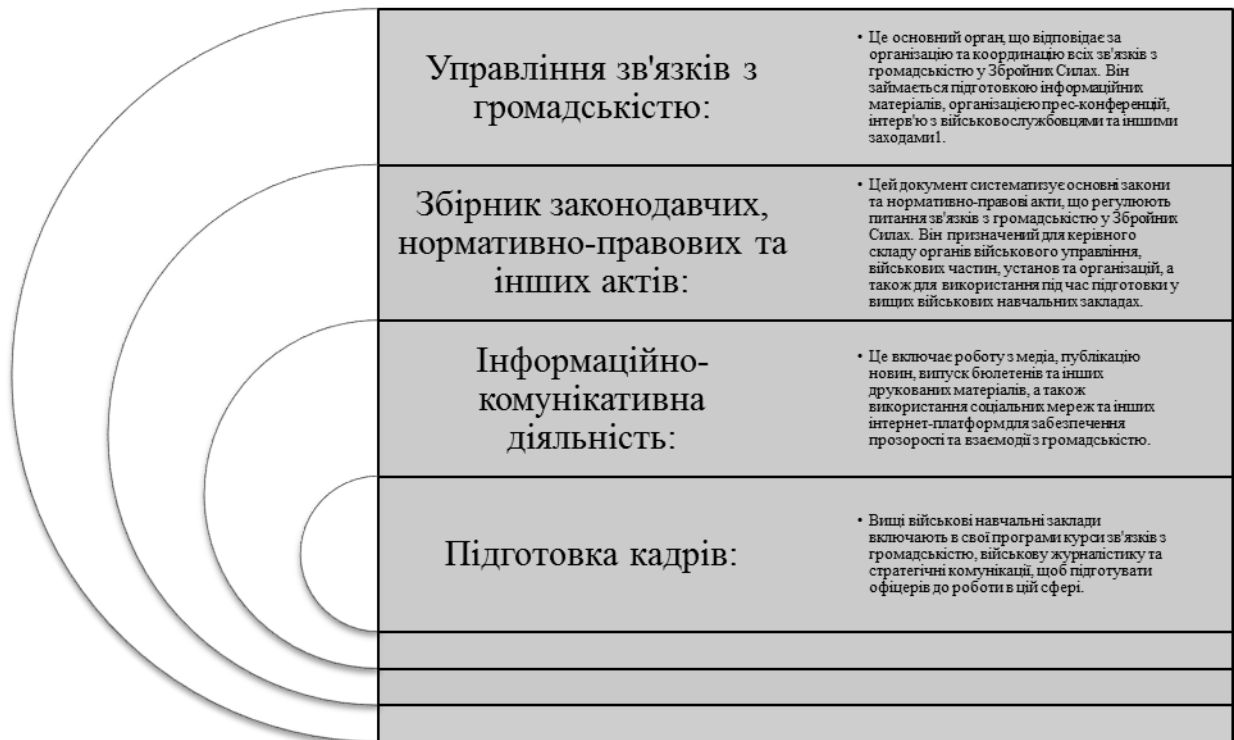 Управління зв'язків з
громадськістю:
• Це основний орган, що відповідає за
організацію та координацію всіх зв'язків з
громадськістю у Збройних Силах. Він
займається підготовкою інформаційних
матеріалів, організацією прес-конференцій,
інтерв'ю з військовослужбовцями та іншими
заходами1.
Збірник законодавчих,
нормативно-правових та
інших актів:
• Цей документ систематизує основні закони
та нормативно-правові акти, що регулюють
питання зв'язків з громадськістю у Збройних
Силах. Він призначений для керівного
складу органів військового управління,
військових частин, установ та організацій, а
також для використання під час підготовки у
вищих військових навчальних закладах.
Інформаційно-
комунікативна
діяльність:
• Це включає роботу з медіа, публікацію
новин, випуск бюлетенів та інших
друкованих матеріалів, а також
використання соціальних мереж та інших
інтернет-платформ для забезпечення
прозорості та взаємодії з громадськістю.
Підготовка кадрів:
• Вищі військові навчальні заклади
включають в свої програми курси зв'язків з
громадськістю, військову журналістику та
стратегічні комунікації, щоб підготувати
офіцерів до роботи в цій сфері.